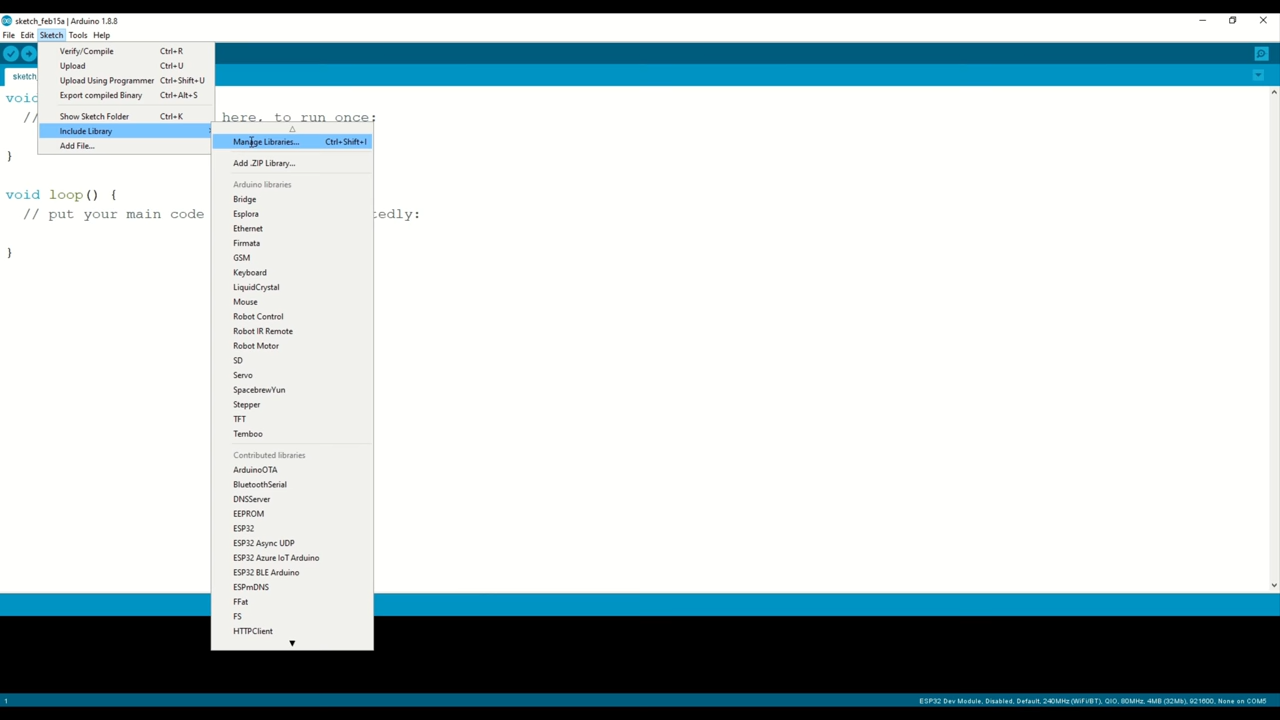 sketch_feb15a | Arduino 1.8.8
File Edit Sketch Tools Help
Verify/Compile Ctrl+R
Upload Ctrl+U
Upload Using Programmer Ctrl+Shift+U
Export compiled Binary Ctrl+Alt+S
Show Sketch Folder Ctrl+K
Include Library
Add File...
Manage Libraries... Ctrl+Shift+I
Add .ZIP Library...
Arduino libraries
Bridge
Esplora
Ethernet
Firmata
GSM
Keyboard
LiquidCrystal
Mouse
Robot Control
Robot IR Remote
Robot Motor
SD
Servo
SpacebrewYun
Stepper
TFT
Temboo
Contributed libraries
ArduinoOTA
BluetoothSerial
DNSServer
EEPROM
ESP32
ESP32 Async UDP
ESP32 Azure IoT Arduino
ESP32 BLE Arduino
ESPmDNS
FFat
FS
HTTPClient
sketch_
void
// here, to run once:
}
void loop() {
// put your main code tedly:
}
1
ESP32 Dev Module, Disabled, Default, 240MHz (WiFi/BT), QIO, 80MHz, 4MB (32Mb), 921600, None on COM5